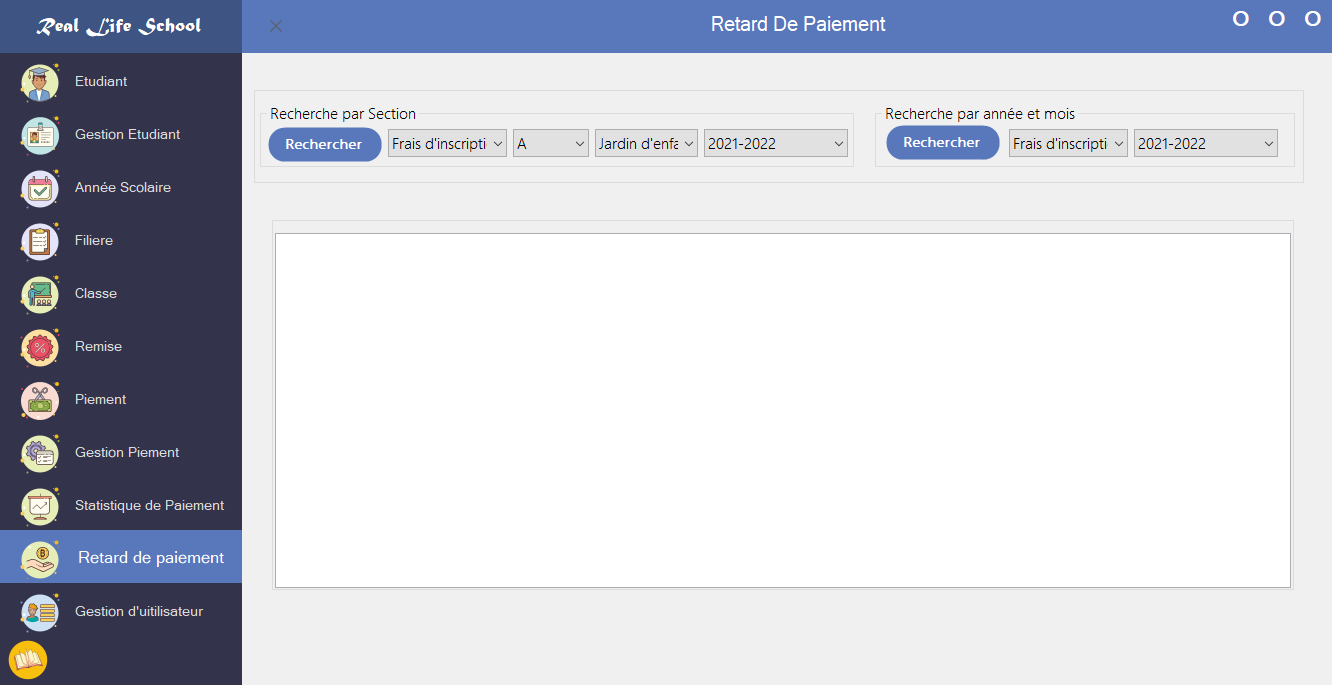 Real Life School
Retard De Paiement
O O O
Etudiant
Gestion Etudiant
Année Scolaire
Filiere
Classe
Remise
Piement
Gestion Piement
Statistique de Paiement
Retard de paiement
Gestion d'uitilisateur
Recherche par Section
Rechercher Frais d'inscripti A Jardin d'enfa 2021-2022
Recherche par année et mois
Rechercher Frais d'inscripti 2021-2022